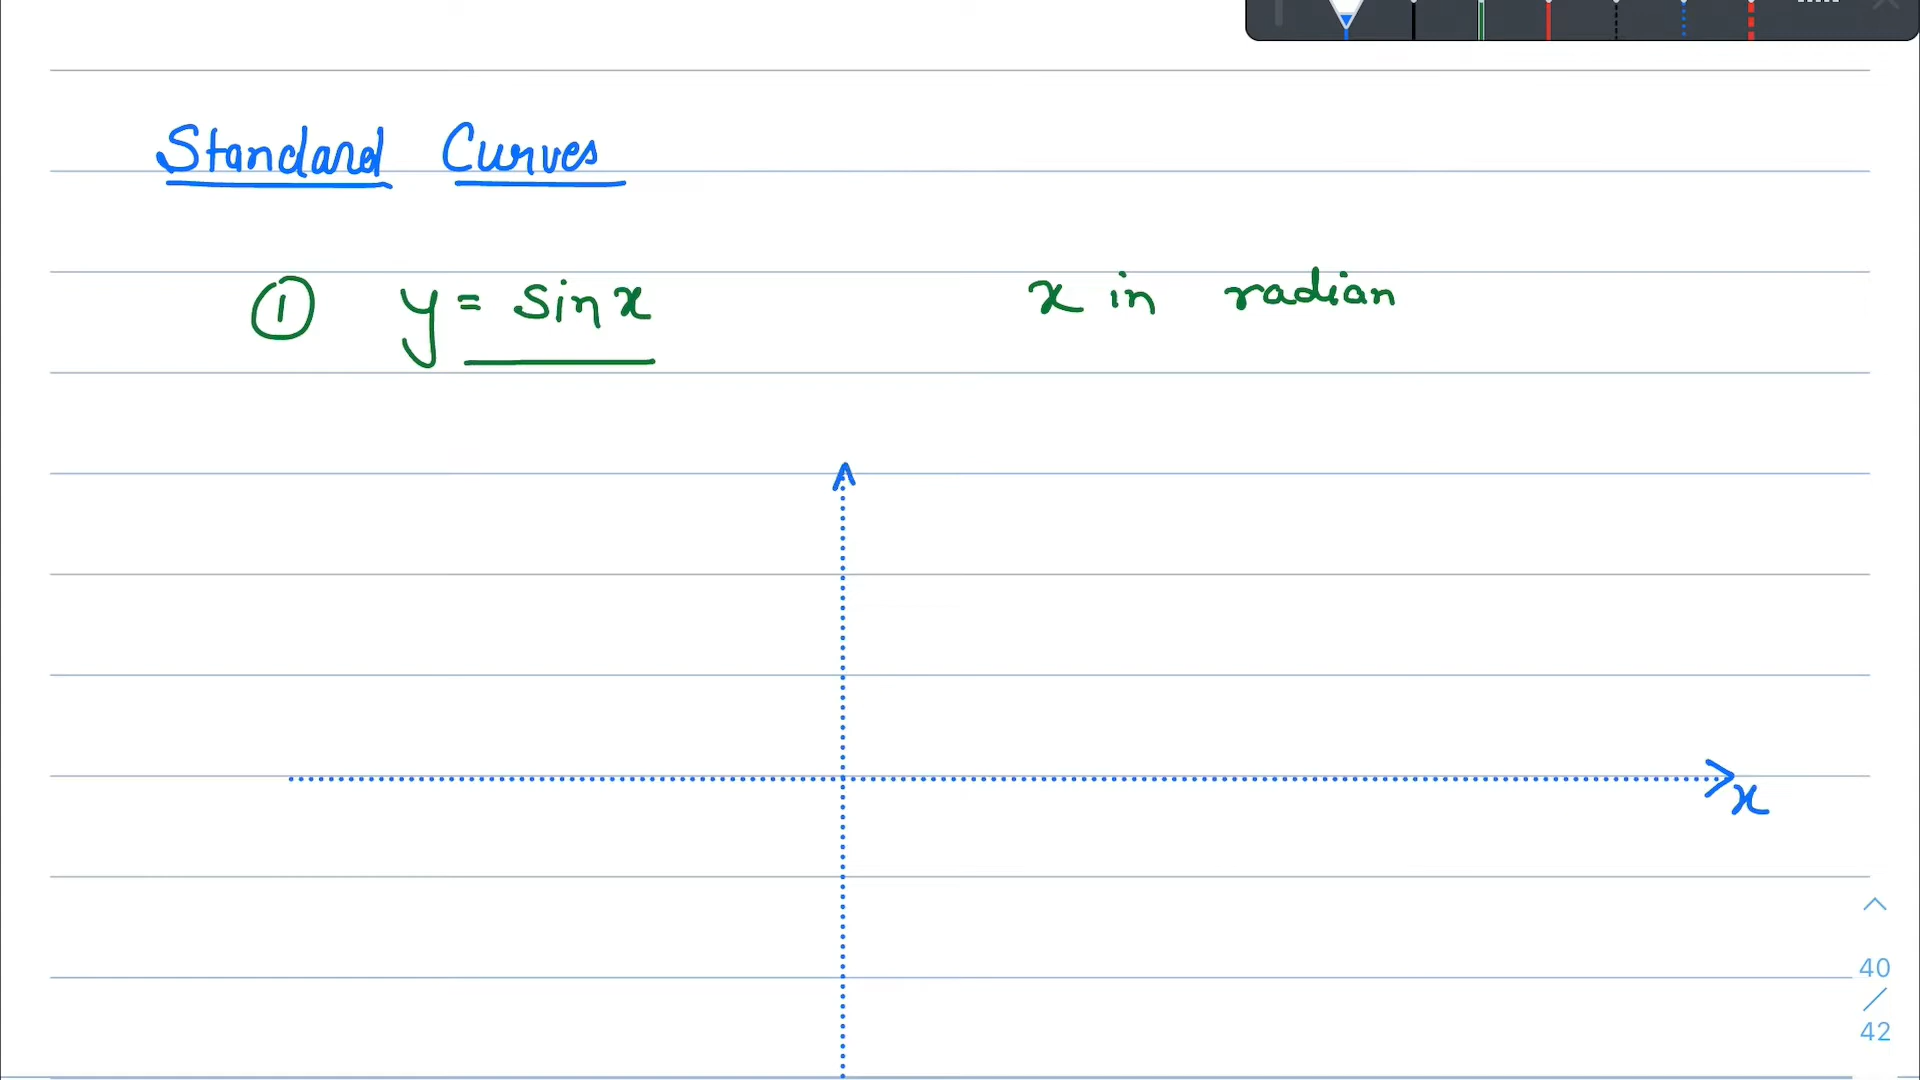 Standard Curves
① y = sin x x in radian
x
40
/
42